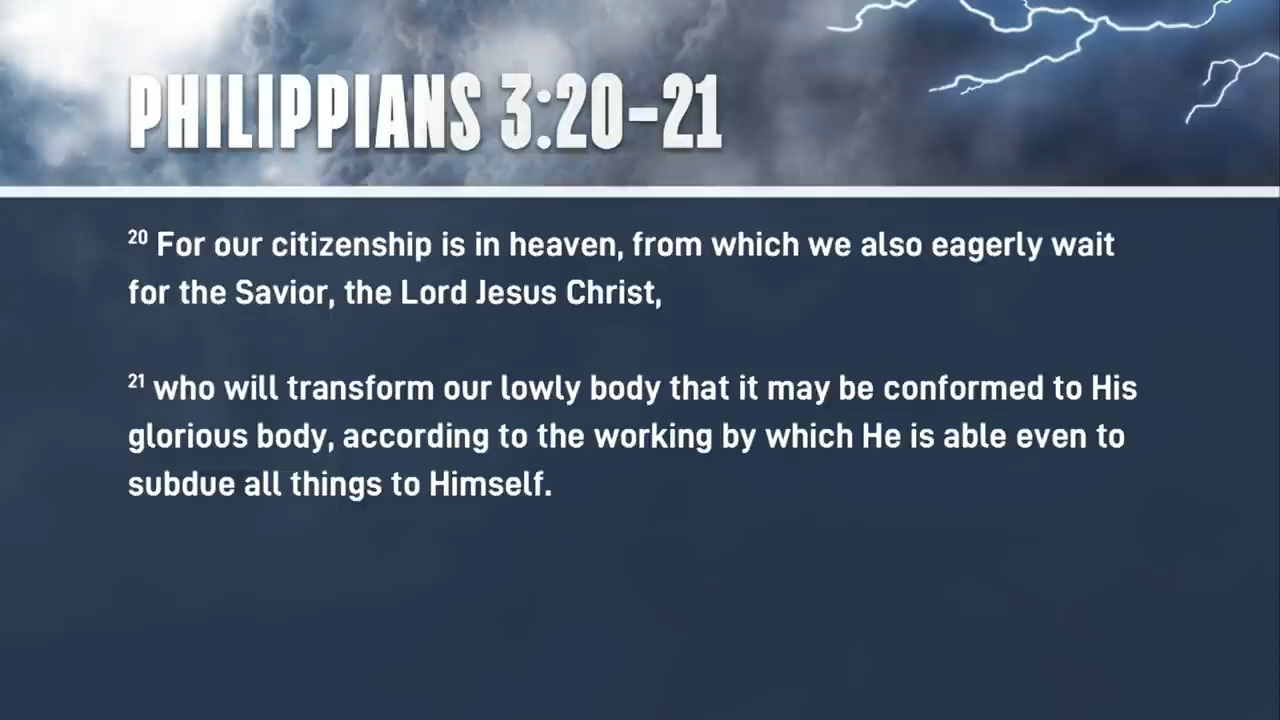 PHILIPPIANS 3:20-21
20 For our citizenship is in heaven, from which we also eagerly wait
for the Savior, the Lord Jesus Christ,
21 who will transform our lowly body that it may be conformed to His
glorious body, according to the working by which He is able even to
subdue all things to Himself.